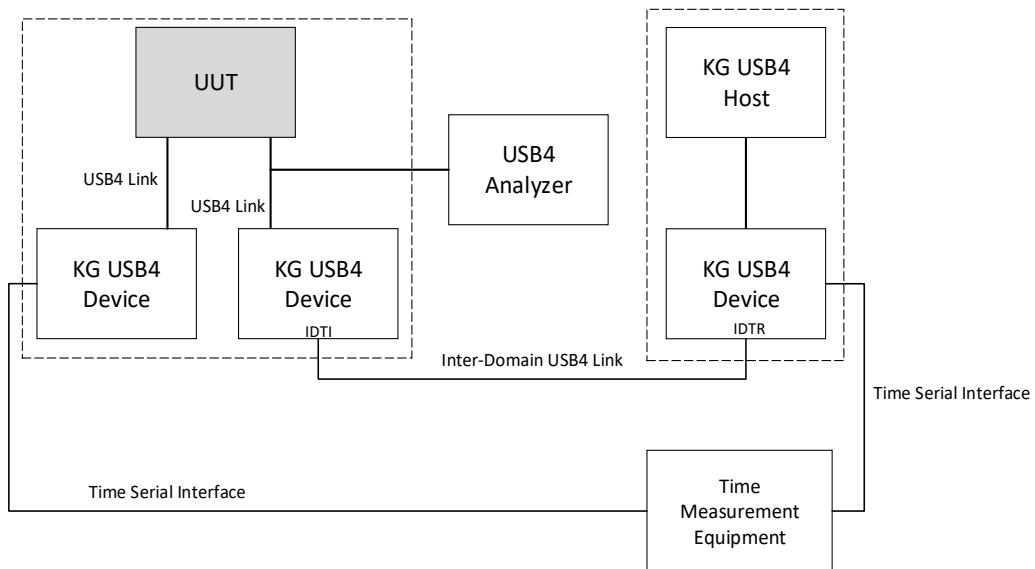 UUT
KG USB4
Host
USB4
Analyzer
USB4 Link
USB4 Link
KG USB4
Device
KG USB4
Device
IDTI
KG USB4
Device
IDTR
Inter-Domain USB4 Link
Time Serial Interface
Time Serial Interface
Time
Measurement
Equipment